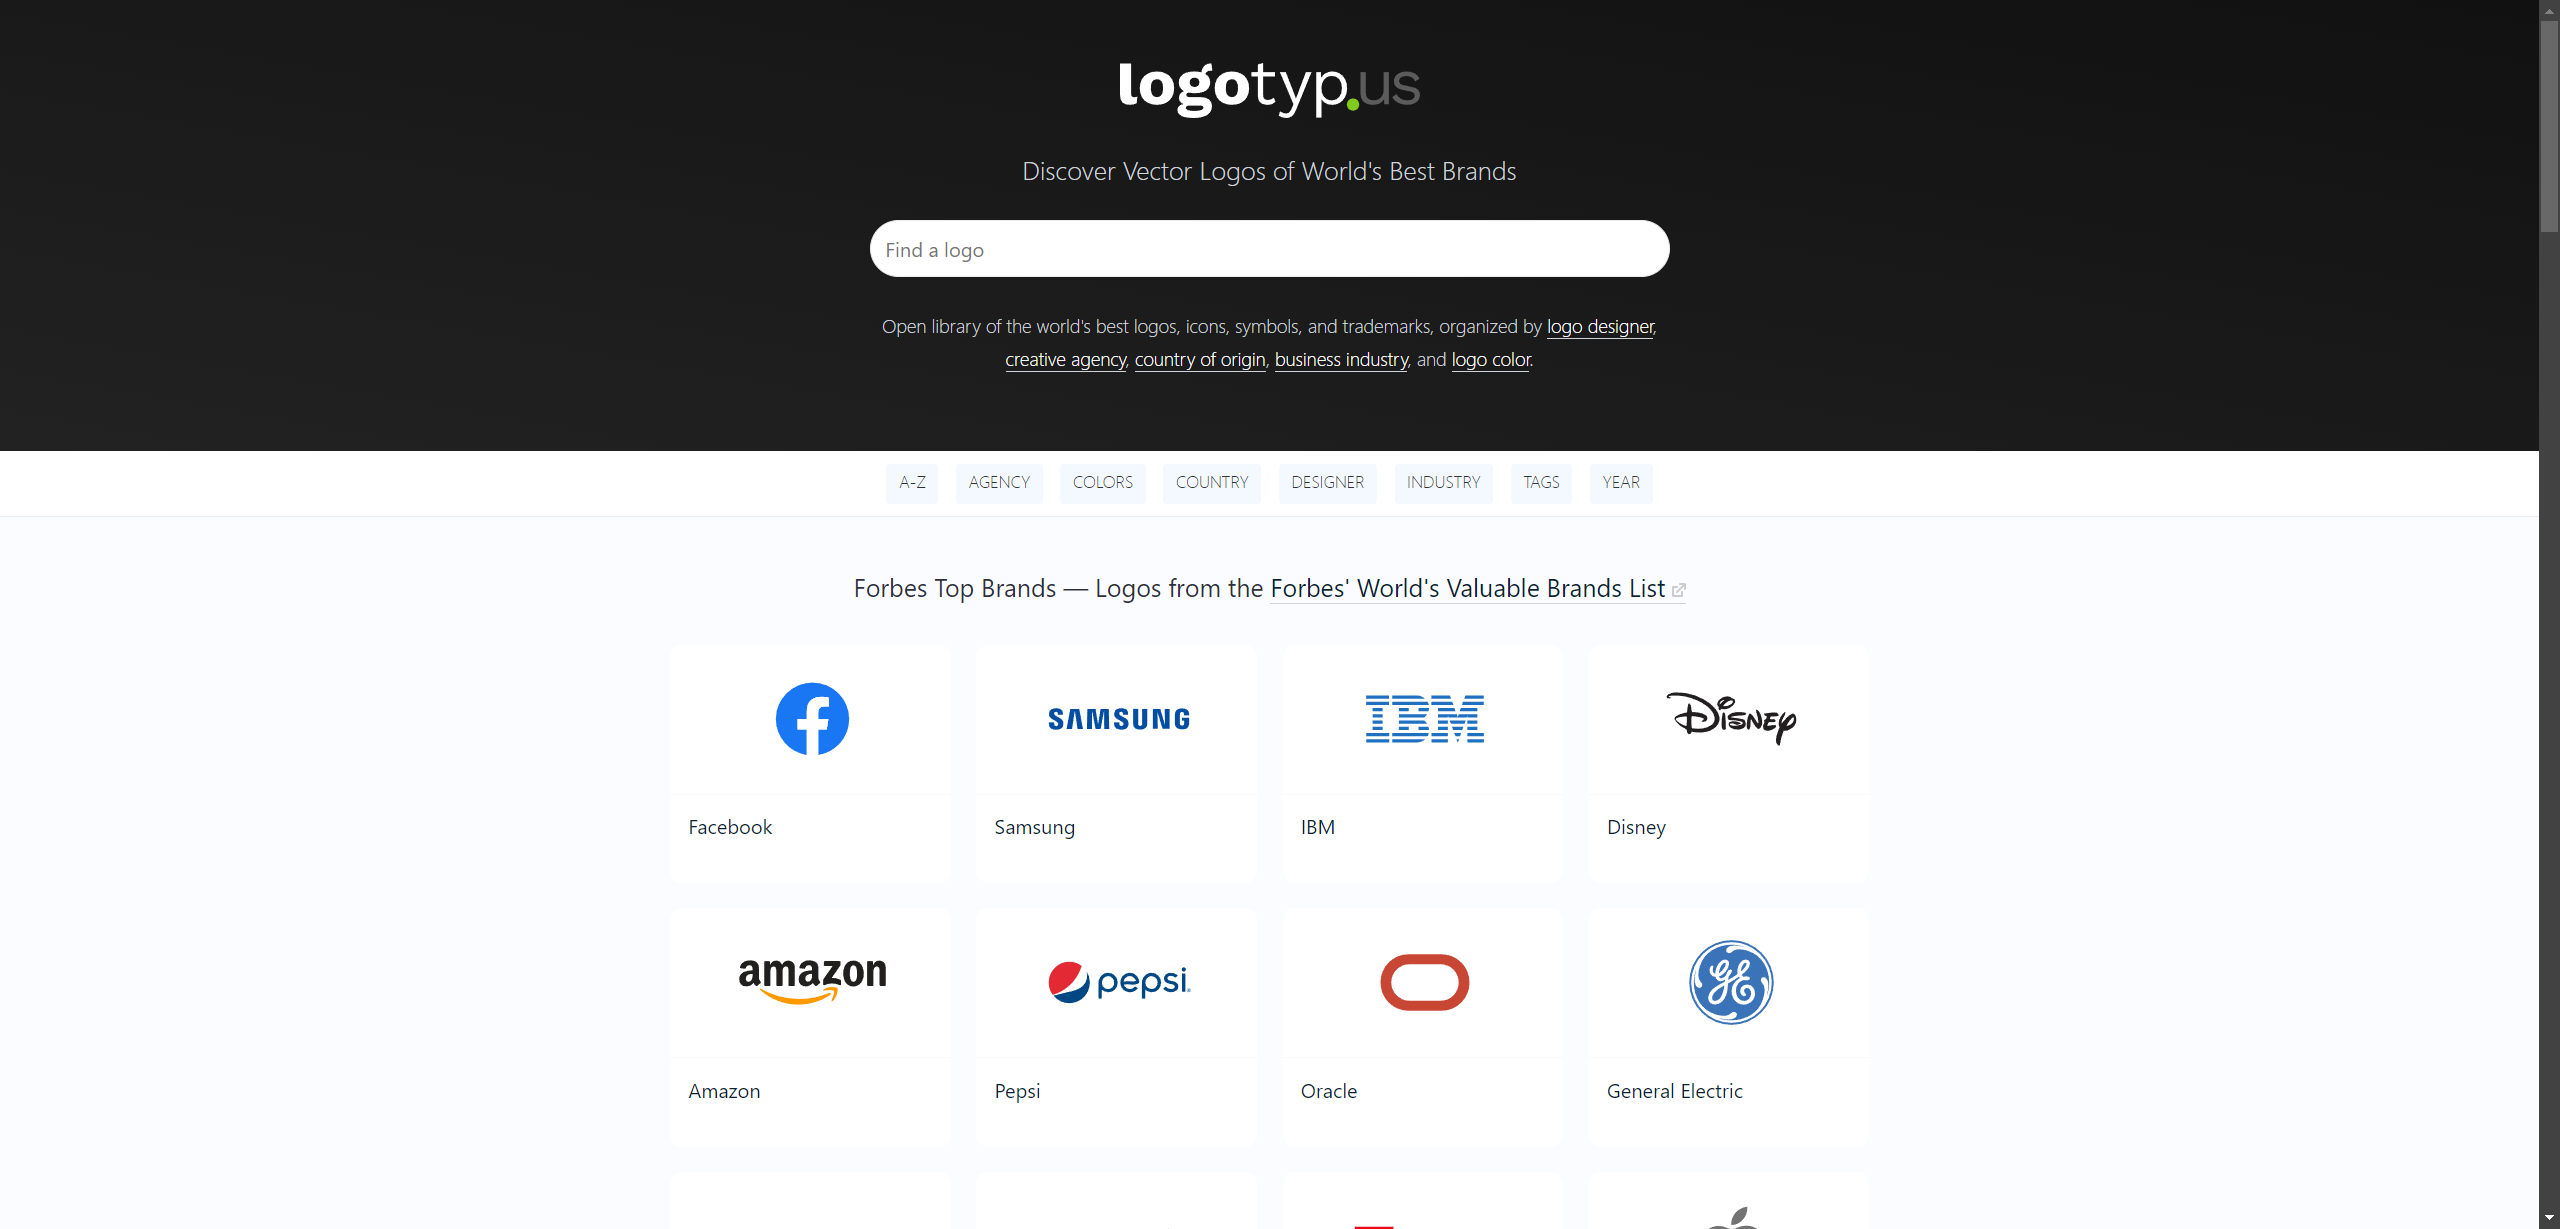 logotyp.us
Discover Vector Logos of World's Best Brands
Find a logo
Open library of the world's best logos, icons, symbols, and trademarks, organized by logo designer,
creative agency, country of origin, business industry, and logo color.
A-Z AGENCY COLORS COUNTRY DESIGNER INDUSTRY TAGS YEAR
Forbes Top Brands — Logos from the Forbes' World's Valuable Brands List
SAMSUNG IBM Disney
Facebook Samsung IBM Disney
amazon pepsi GE
Amazon Pepsi Oracle General Electric